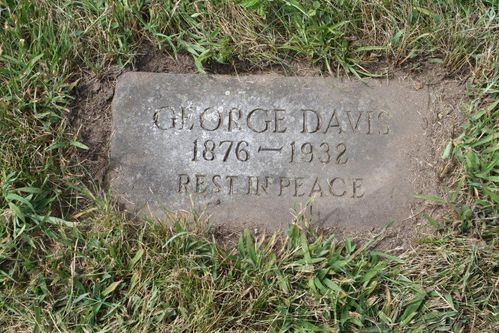 GEORGE DAVIS
1876 — 1932
REST IN PEACE